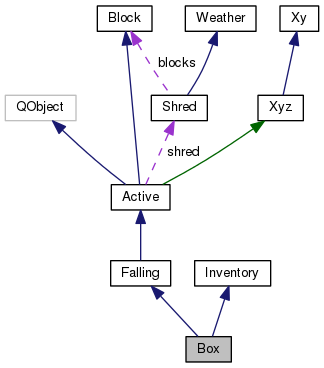 Block
Weather
Xy
blocks
QObject
Shred
Xyz
shred
Active
Falling
Inventory
Box